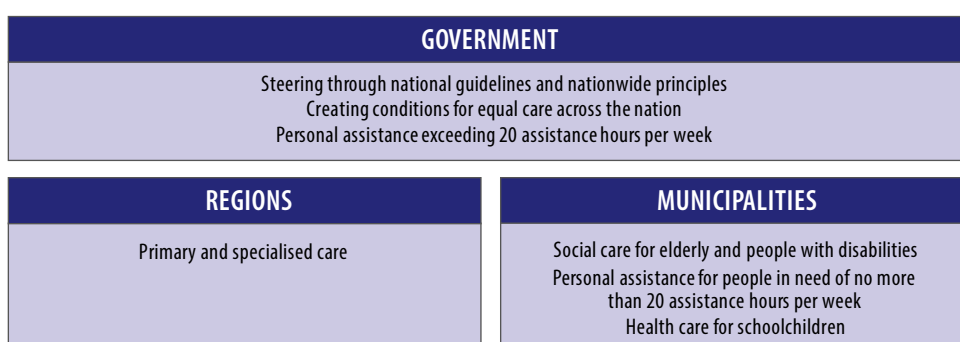 GOVERNMENT
Steering through national guidelines and nationwide principles
Creating conditions for equal care across the nation
Personal assistance exceeding 20 assistance hours per week
REGIONS
Primary and specialised care
MUNICIPALITIES
Social care for elderly and people with disabilities
Personal assistance for people in need of no more
than 20 assistance hours per week
Health care for schoolchildren